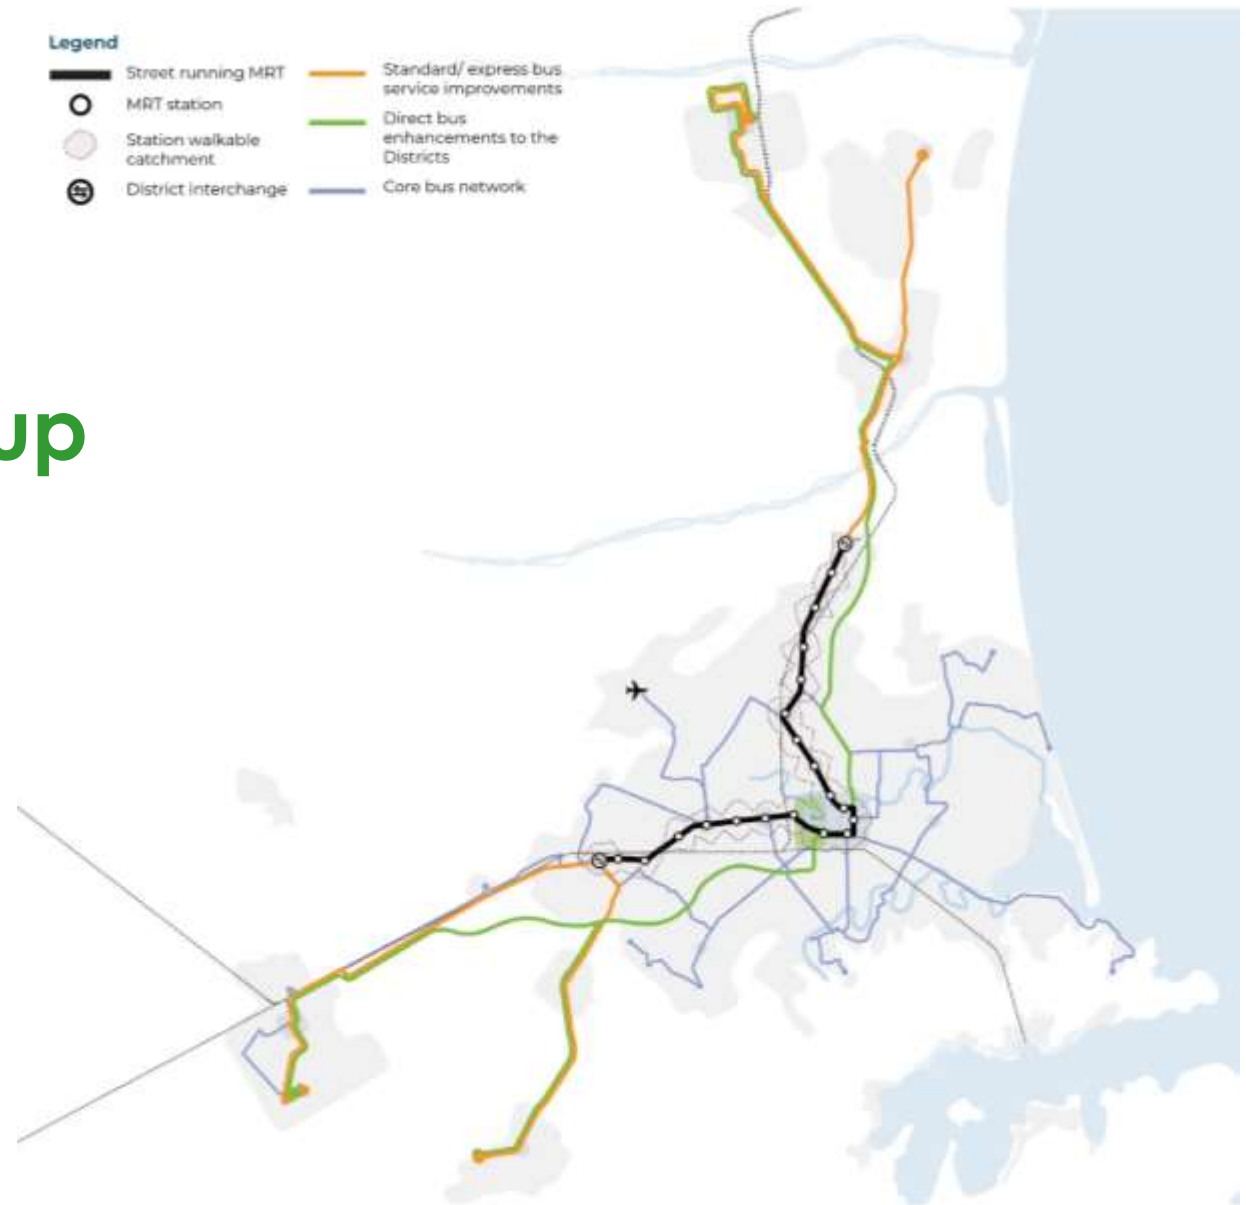 Legend
Street running MRT
MRT station
Station walkable
catchment
District interchange
Standard/ express bus
service improvements
Direct bus
enhancements to the
Districts
Core bus network
up